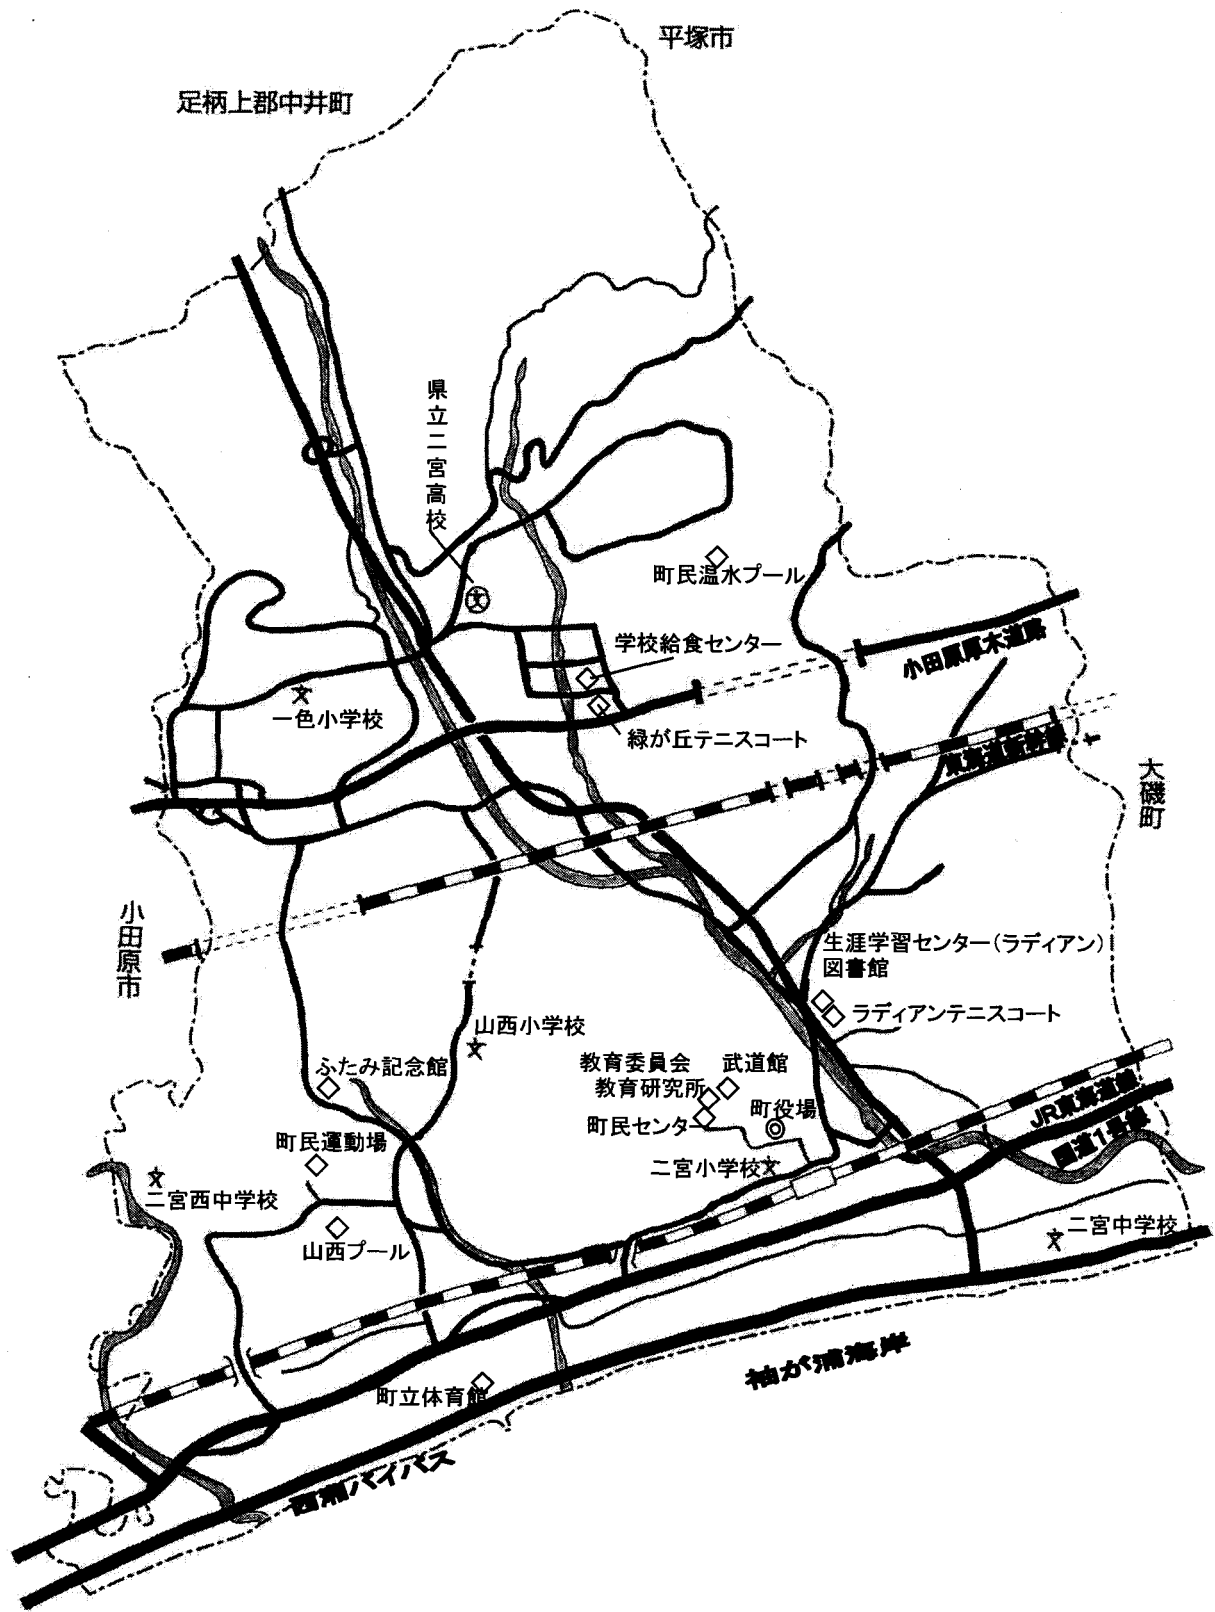 平塚市
足柄上郡中井町
県立二宮高校
町民温水プール
学校給食センター
小田原厚木道路
一色小学校
緑が丘テニスコート
東海道新幹線
大磯町
小田原市
生涯学習センター(ラディアン)
図書館
ラディアンテニスコート
山西小学校
ふたみ記念館
教育委員会
武道館
教育研究所
町役場
町民センター
JR東海道線
国道1号線
町民運動場
二宮小学校
二宮西中学校
山西プール
二宮中学校
袖が浦海岸
町立体育館
西湘バイパス